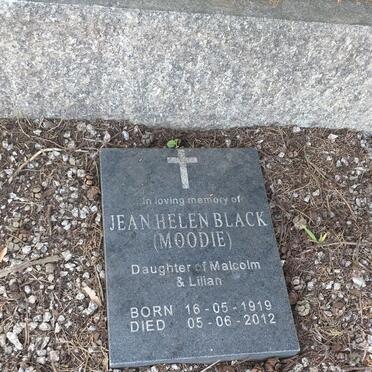 In loving memory of
JEAN HELEN BLACK
(MOODIE)
Daughter of Malcolm
& Lilian
BORN 16-05-1919
DIED 05-06-2012